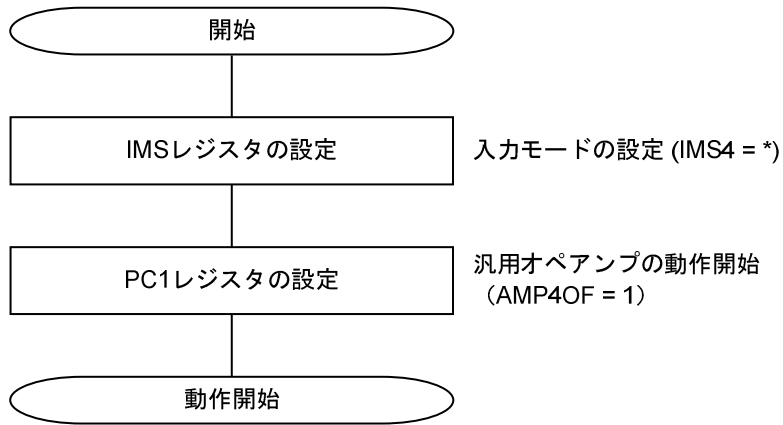 開始
IMSレジスタの設定
入力モードの設定 (IMS4 = *)
PC1レジスタの設定
汎用オペアンプの動作開始
（AMP4OF = 1）
動作開始